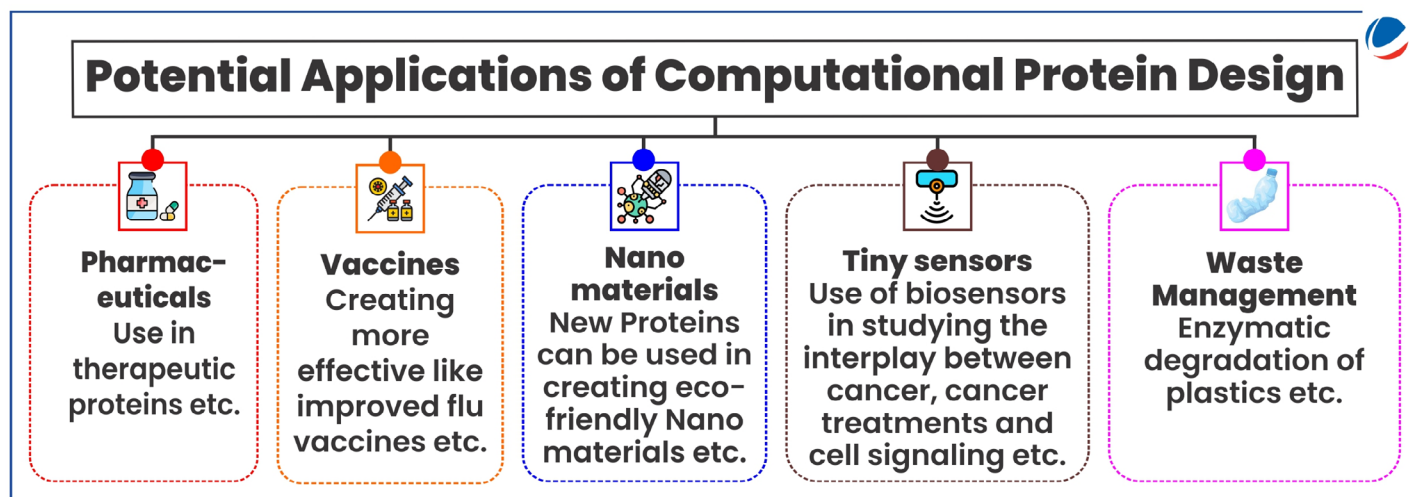 Potential Applications of Computational Protein Design
Pharmac-
euticals
Use in
therapeutic
proteins etc.
Vaccines
Creating
more
effective like
improved flu
vaccines etc.
Nano
materials
New Proteins
can be used in
creating eco-
friendly Nano
materials etc.
Tiny sensors
Use of biosensors
in studying the
interplay between
cancer, cancer
treatments and
cell signaling etc.
Waste
Management
Enzymatic
degradation of
plastics etc.